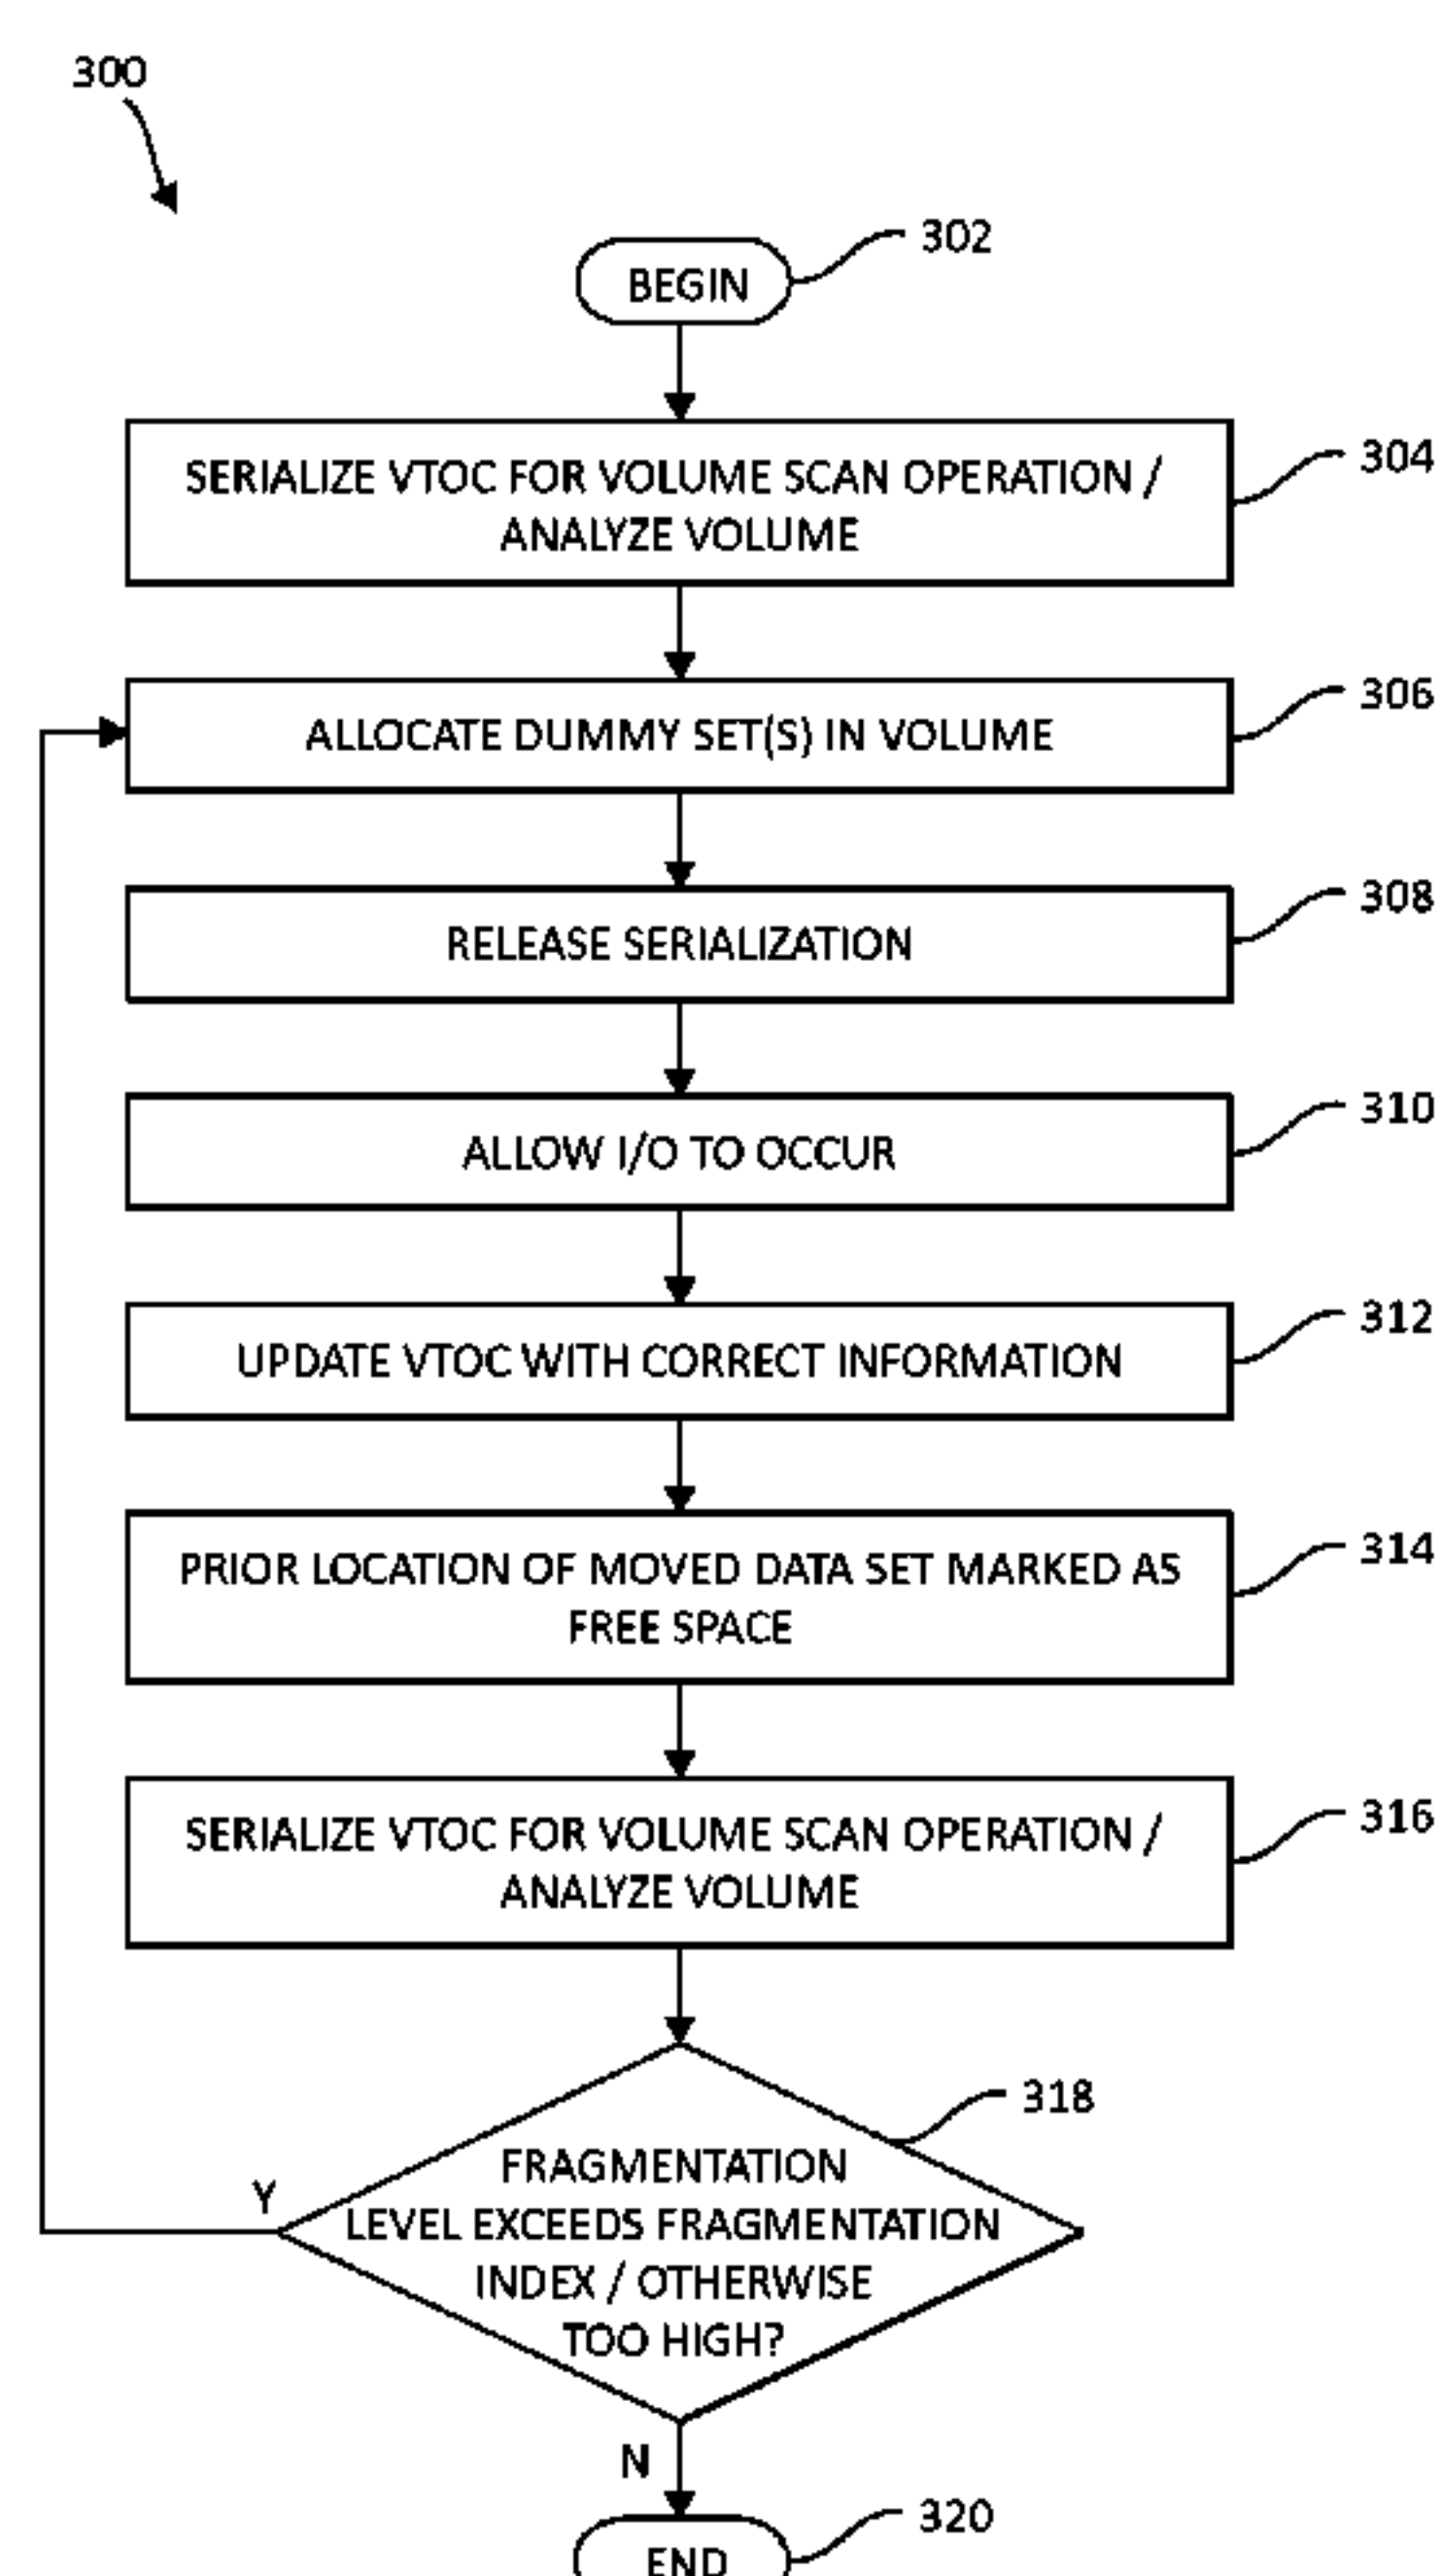 300
BEGIN
302
SERIALIZE VTOC FOR VOLUME SCAN OPERATION /
ANALYZE VOLUME
304
ALLOCATE DUMMY SET(S) IN VOLUME
306
RELEASE SERIALIZATION
308
ALLOW I/O TO OCCUR
310
UPDATE VTOC WITH CORRECT INFORMATION
312
PRIOR LOCATION OF MOVED DATA SET MARKED AS
FREE SPACE
314
SERIALIZE VTOC FOR VOLUME SCAN OPERATION /
ANALYZE VOLUME
316
318
FRAGMENTATION
LEVEL EXCEEDS FRAGMENTATION
INDEX / OTHERWISE
TOO HIGH?
Y
N
END
320